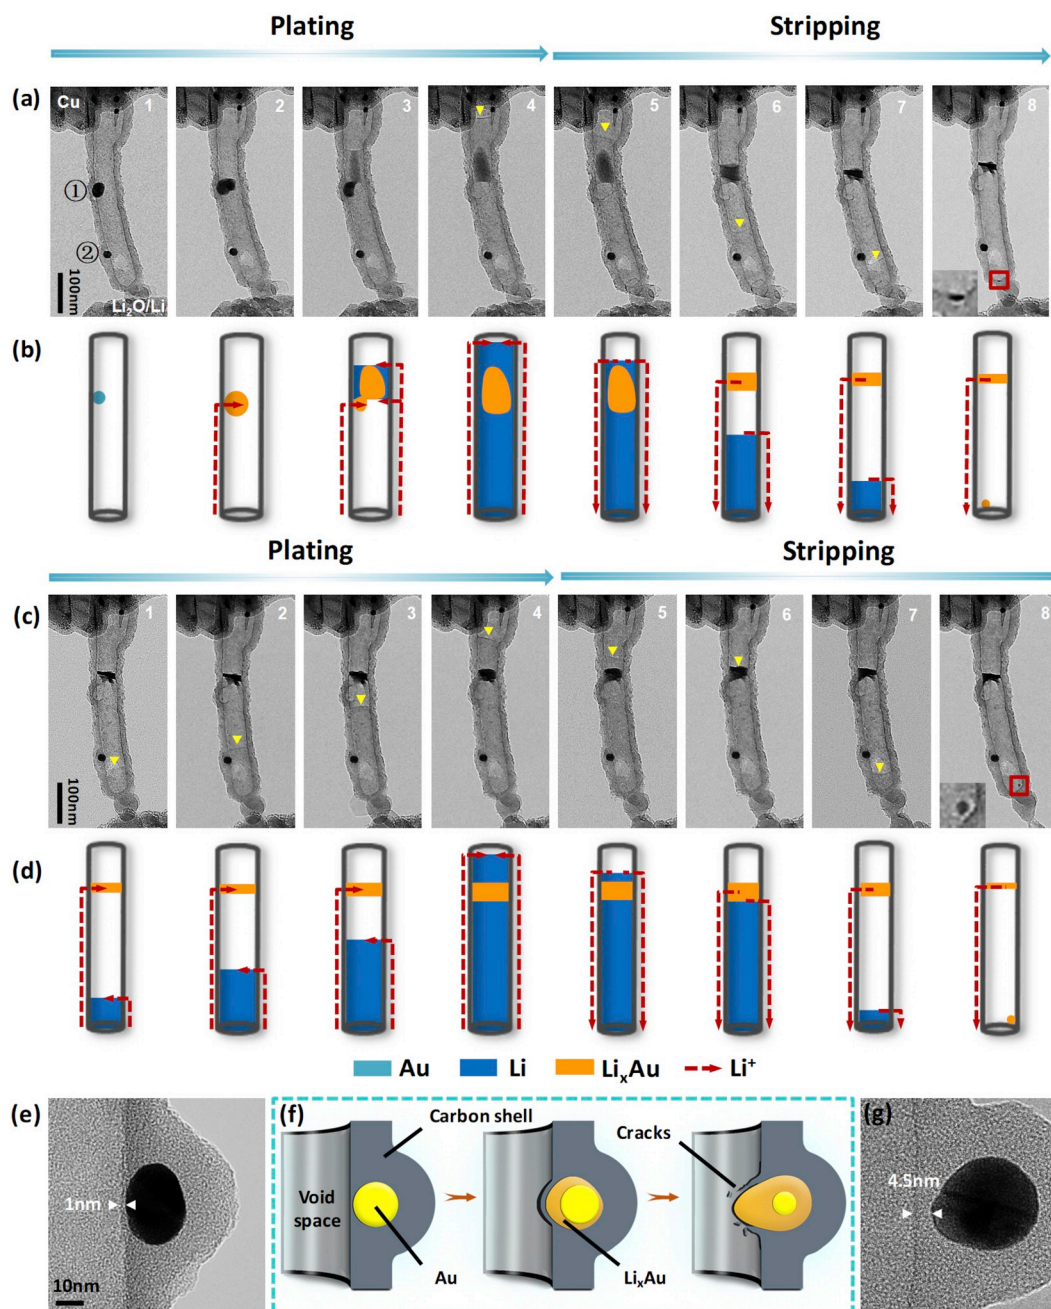 Plating
Stripping
(a)
Cu
1
2
3
4
5
6
7
8
①
②
100nm
Li₂O/Li
(b)
Plating
Stripping
(c)
1
2
3
4
5
6
7
8
100nm
(d)
Au
Li
LiₓAu
Li⁺
(e)
1nm
10nm
(f)
Carbon shell
Cracks
Void
space
Au
LiₓAu
(g)
4.5nm